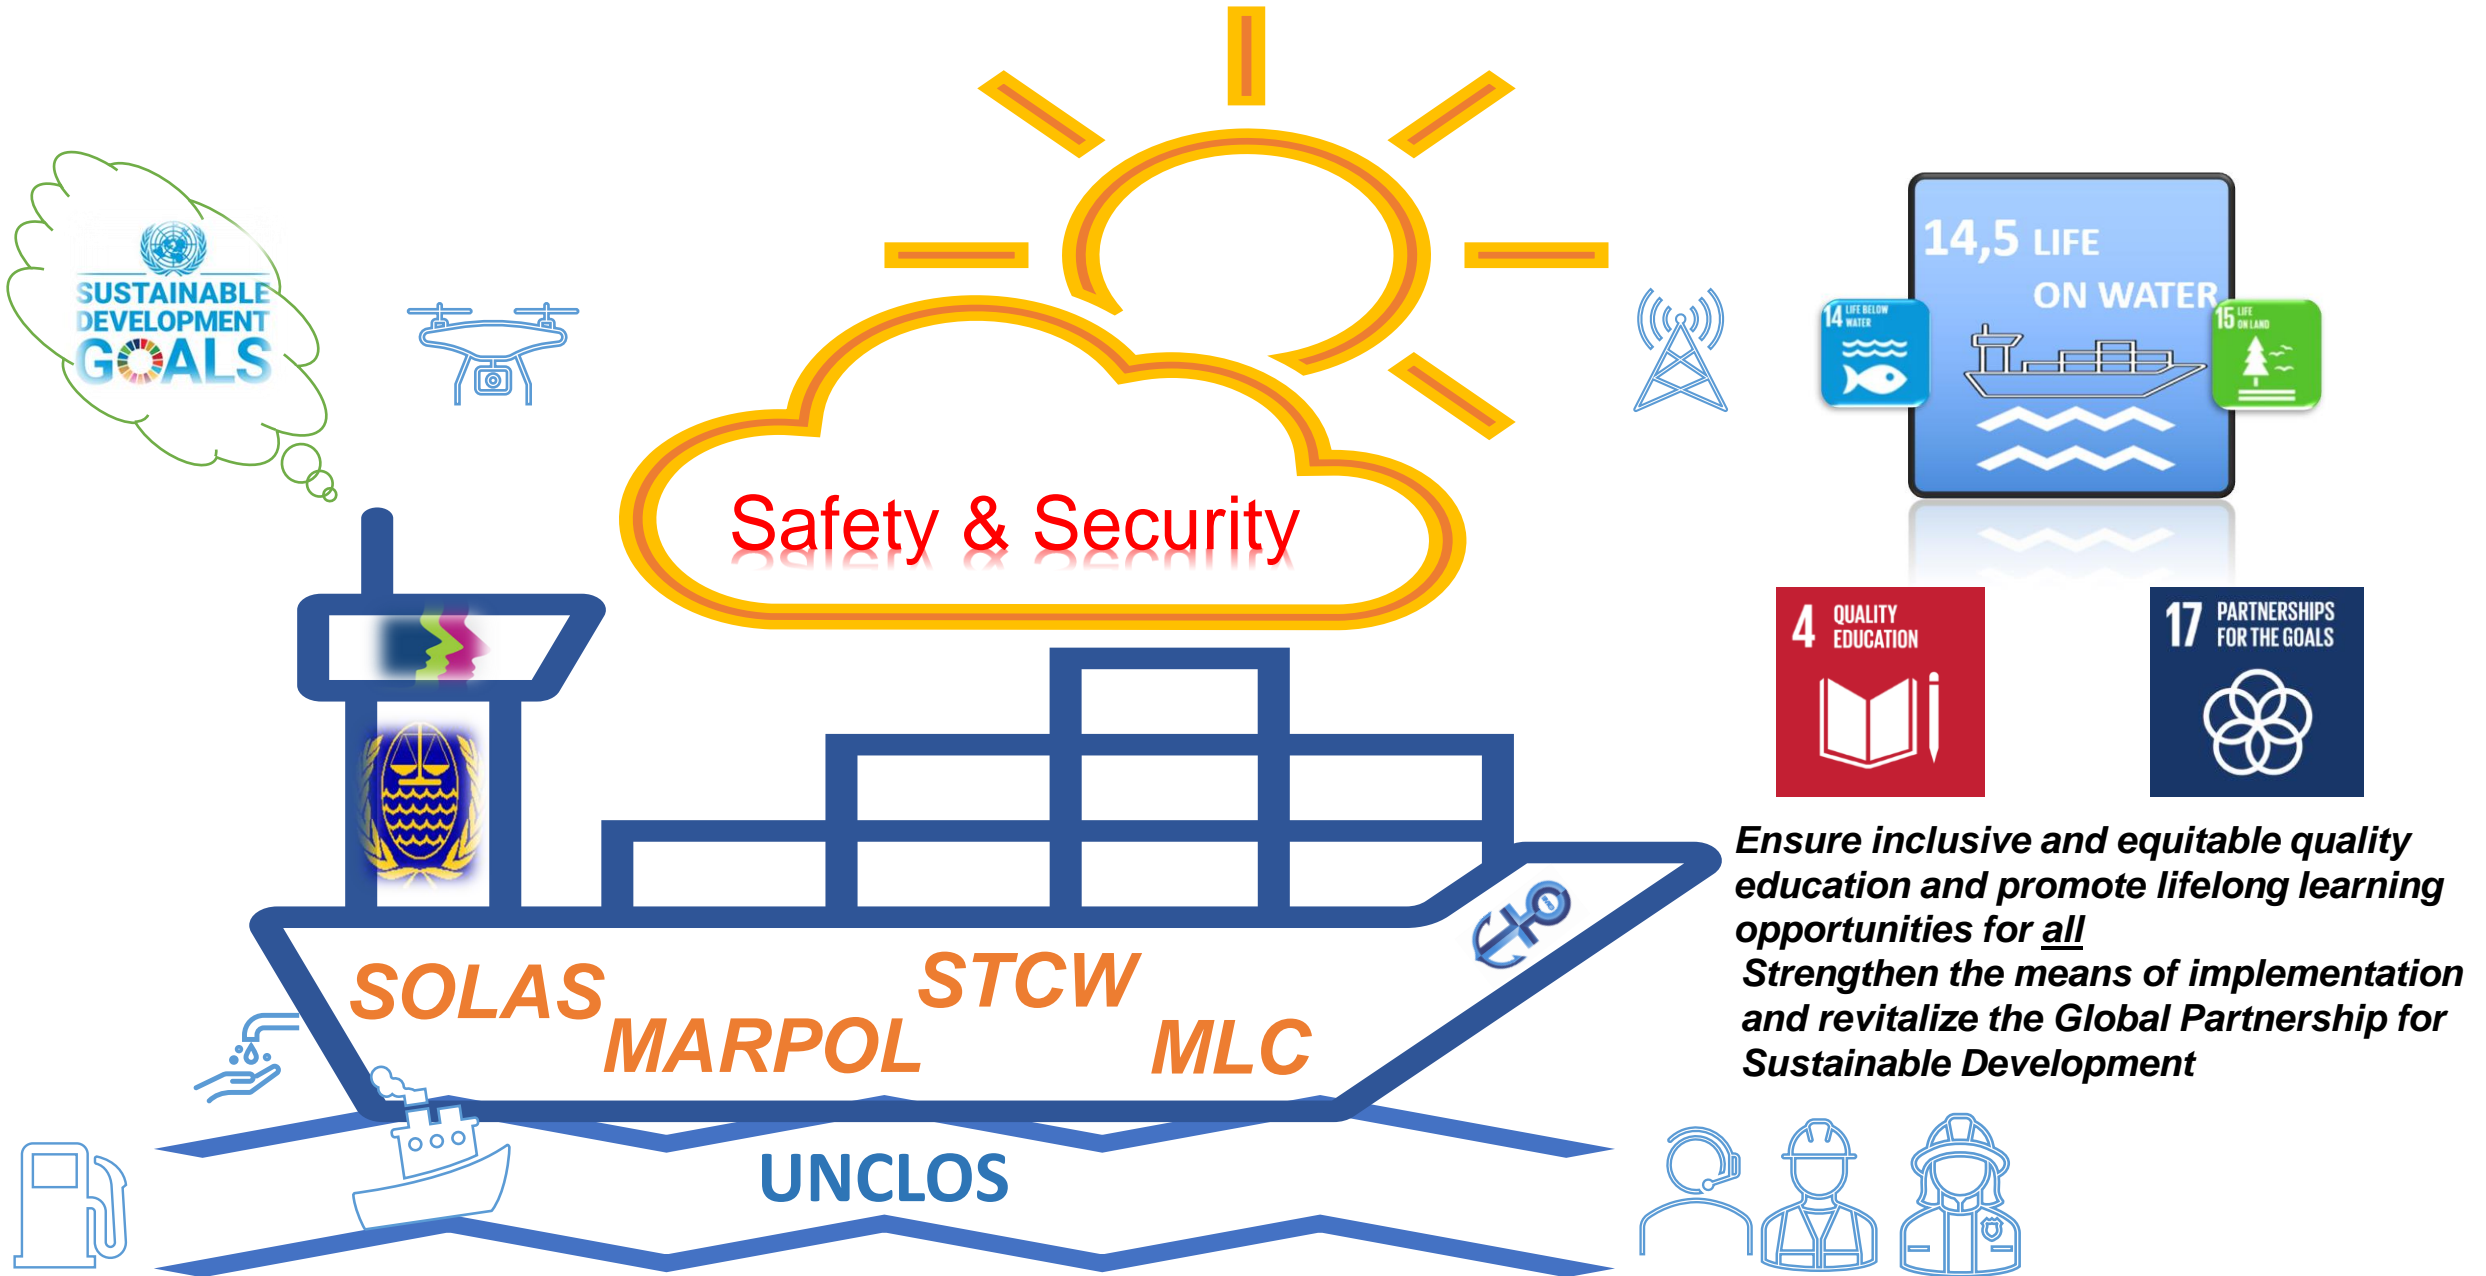 SUSTAINABLE
DEVELOPMENT
GOALS
Safety & Security
14,5 LIFE
ON WATER
14 LIFE BELOW
WATER
15 LIFE
ON LAND
4 QUALITY
EDUCATION
17 PARTNERSHIPS
FOR THE GOALS
Ensure inclusive and equitable quality
education and promote lifelong learning
opportunities for all
Strengthen the means of implementation
and revitalize the Global Partnership for
Sustainable Development
SOLAS
STCW
MARPOL
MLC
UNCLOS